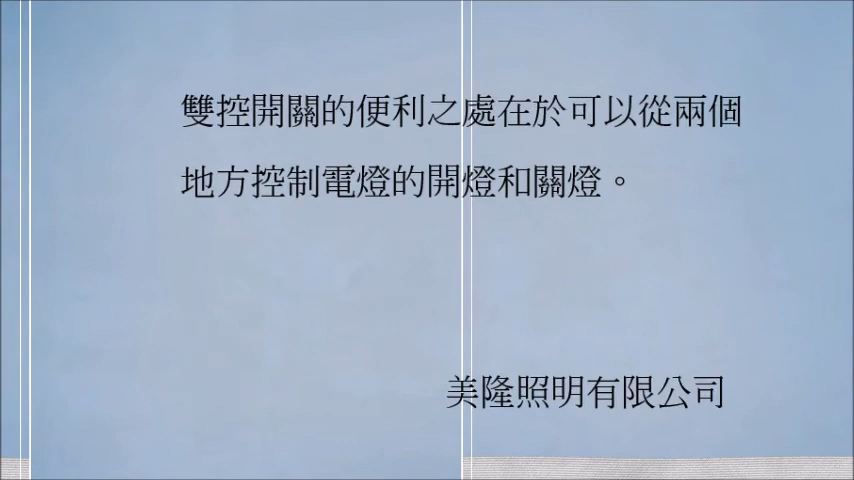 雙控開關的便利之處在於可以從兩個
地方控制電燈的開燈和關燈。
美隆照明有限公司